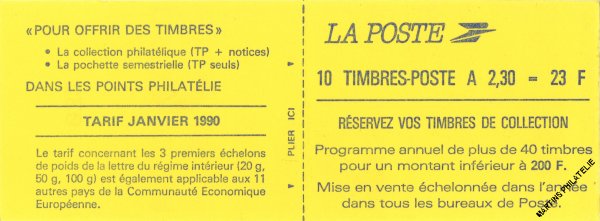 «POUR OFFRIR DES TIMBRES»
• La collection philatélique (TP + notices)
• La pochette semestrielle (TP seuls)
DANS LES POINTS PHILATÉLIE
TARIF JANVIER 1990
Le tarif concernant les 3 premiers échelons
de poids de la lettre du régime intérieur (20 g,
50 g, 100 g) est également applicable aux 11
autres pays de la Communauté Economique
Européenne.
PLIER ICI
LA POSTE
10 TIMBRES-POSTE A 2,30 = 23 F
RÉSERVEZ VOS TIMBRES DE COLLECTION
Programme annuel de plus de 40 timbres
pour un montant inférieur à 200 F.
Mise en vente échelonnée dans l'année
dans tous les bureaux de Poste.
MARTINS PHILATELIE